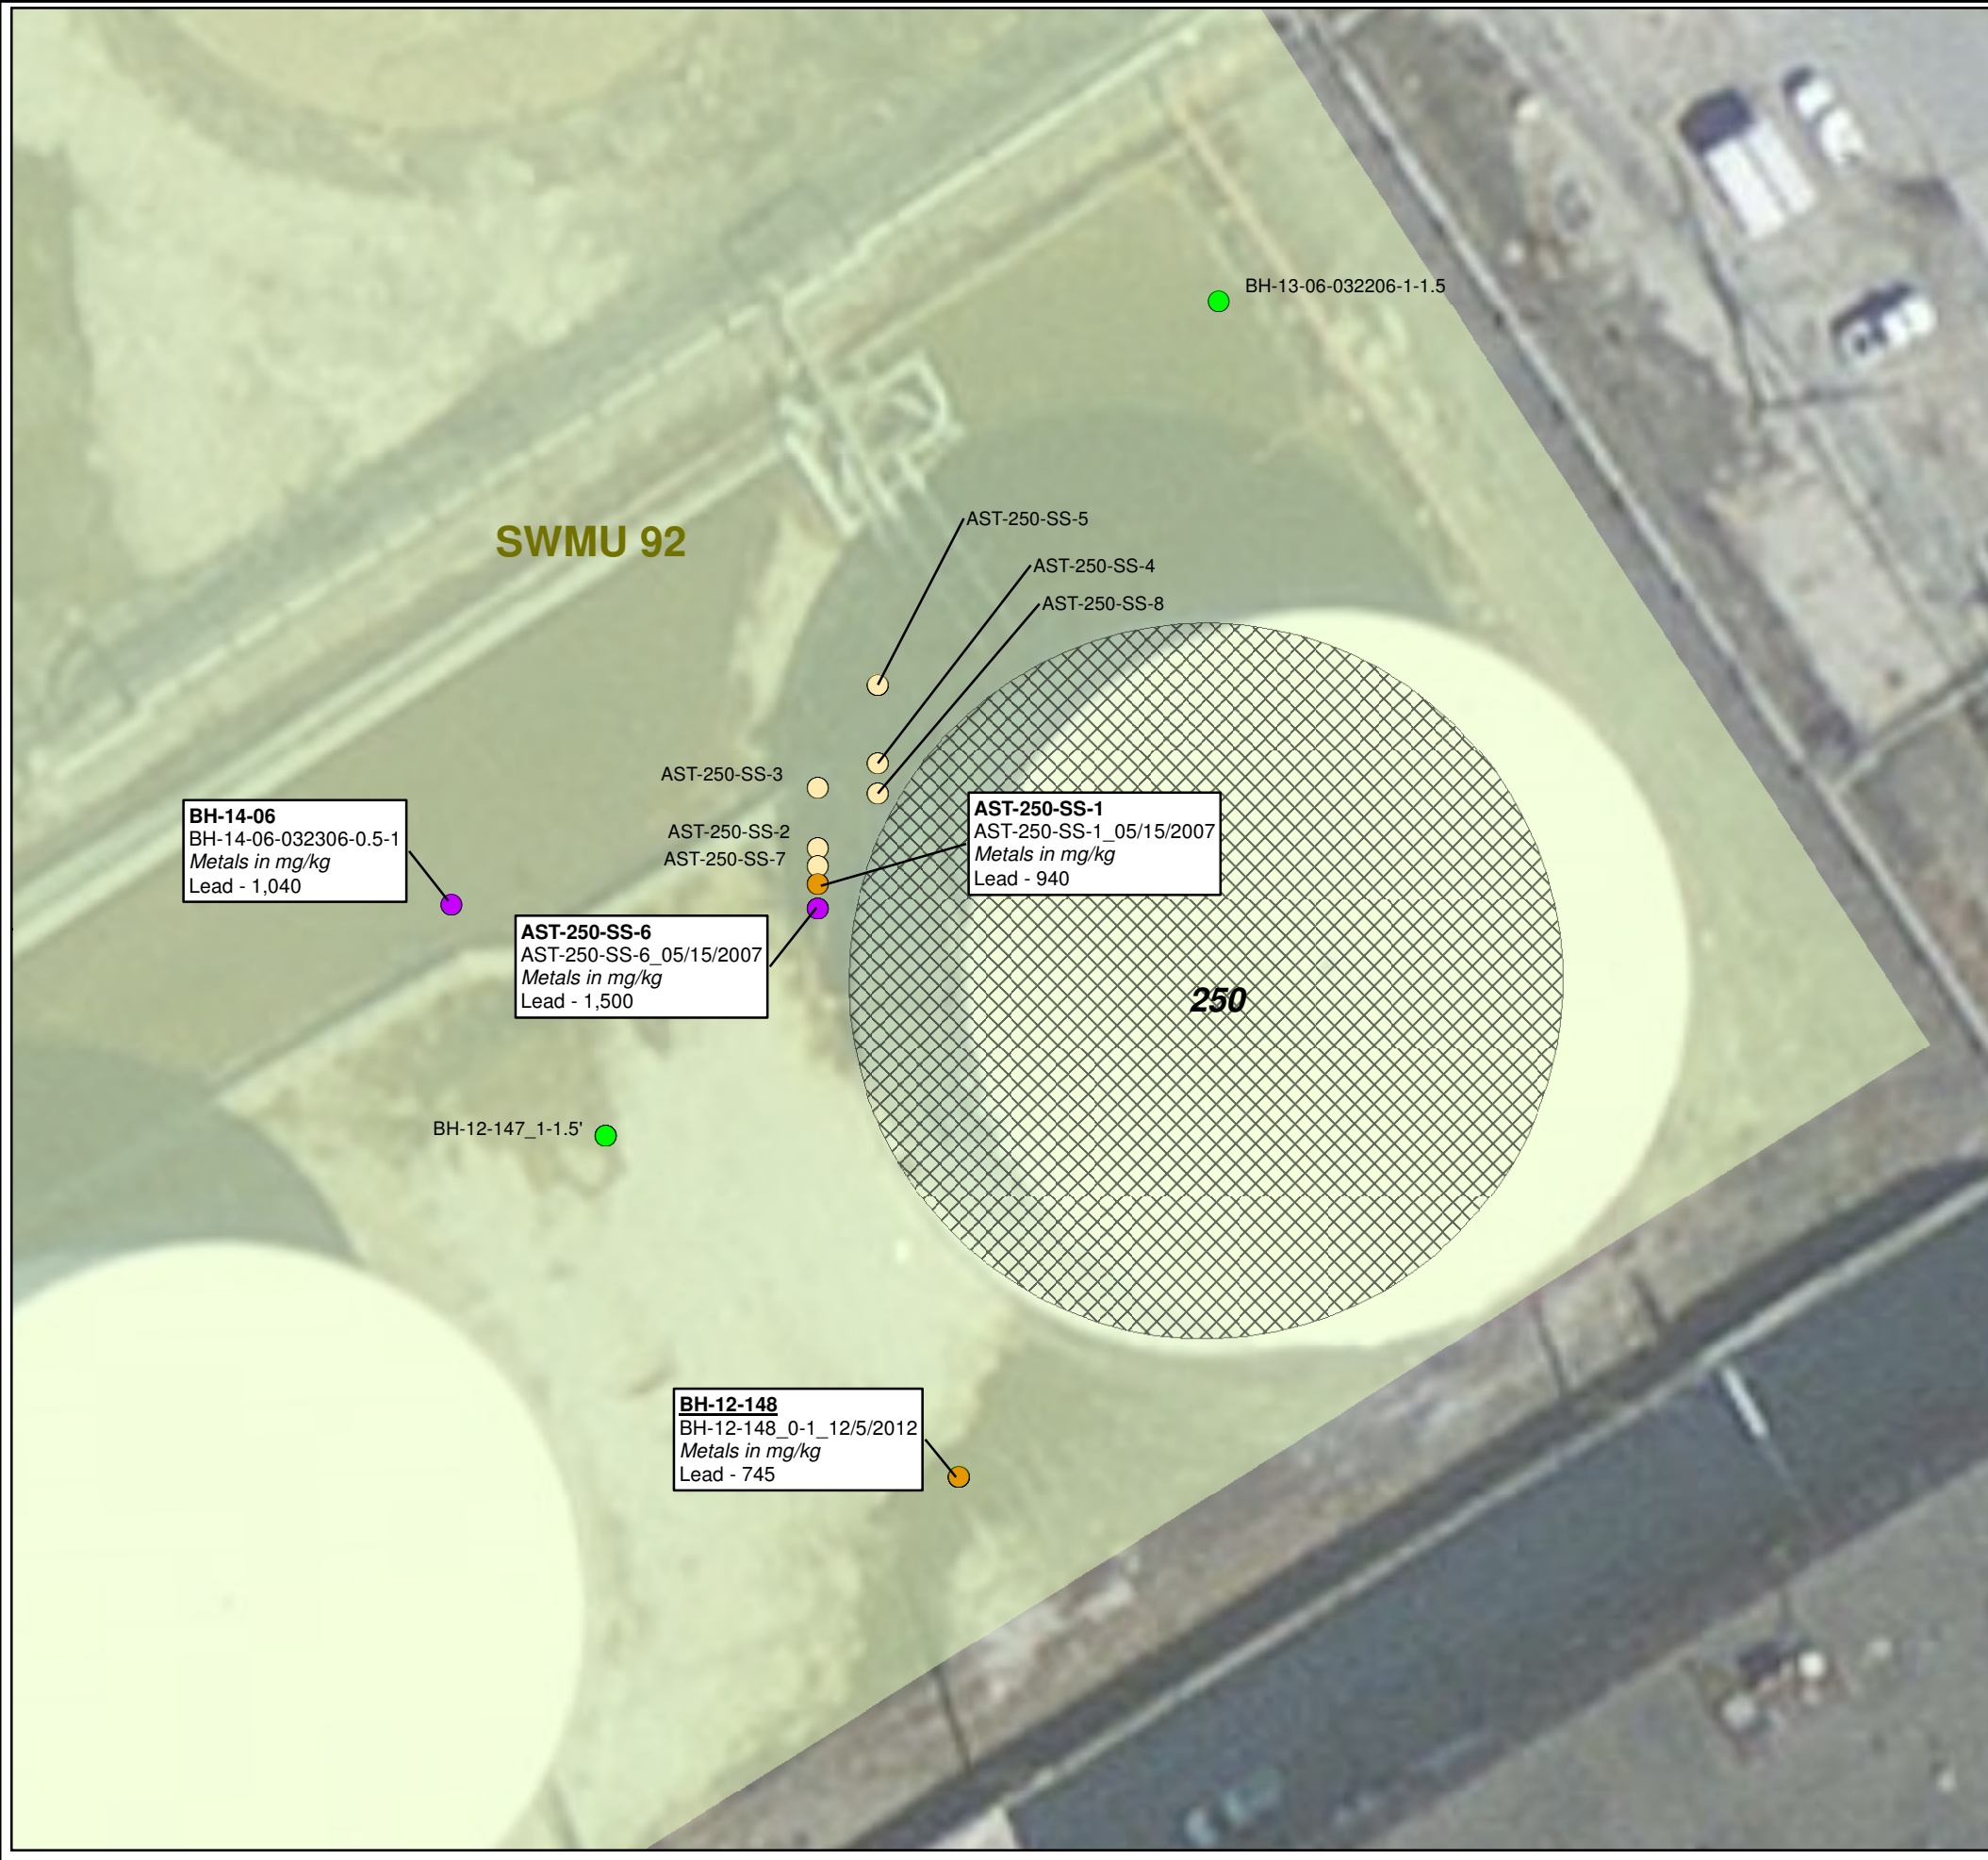 BH-13-06-032206-1-1.5
AST-250-SS-5
SWMU 92
AST-250-SS-4
AST-250-SS-8
AST-250-SS-3
AST-250-SS-2
AST-250-SS-7
BH-14-06
BH-14-06-032306-0.5-1
Metals in mg/kg
Lead - 1,040
AST-250-SS-1
AST-250-SS-1_05/15/2007
Metals in mg/kg
Lead - 940
AST-250-SS-6
AST-250-SS-6_05/15/2007
Metals in mg/kg
Lead - 1,500
250
BH-12-147_1-1.5'
BH-12-148
BH-12-148_0-1_12/5/2012
Metals in mg/kg
Lead - 745